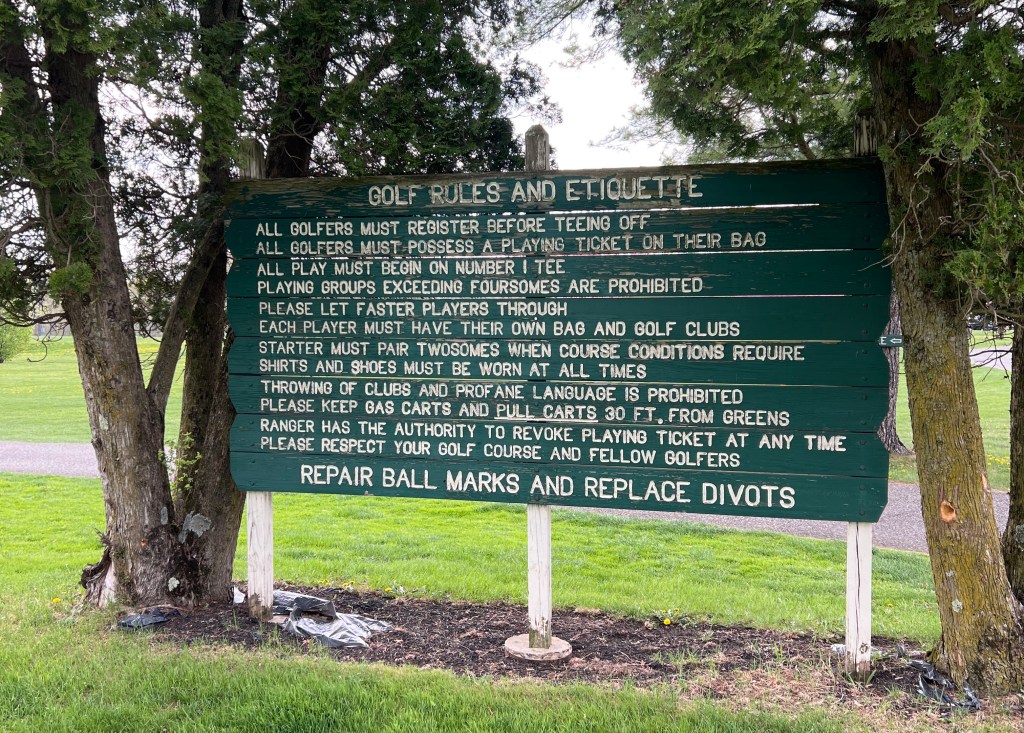 GOLF RULES AND ETIQUETTE
ALL GOLFERS MUST REGISTER BEFORE TEEING OFF
ALL GOLFERS MUST POSSESS A PLAYING TICKET ON THEIR BAG
ALL PLAY MUST BEGIN ON NUMBER 1 TEE
PLAYING GROUPS EXCEEDING FOURSOMES ARE PROHIBITED
PLEASE LET FASTER PLAYERS THROUGH
EACH PLAYER MUST HAVE THEIR OWN BAG AND GOLF CLUBS
STARTER MUST PAIR TWOSOMES WHEN COURSE CONDITIONS REQUIRE
SHIRTS AND SHOES MUST BE WORN AT ALL TIMES
THROWING OF CLUBS AND PROFANE LANGUAGE IS PROHIBITED
PLEASE KEEP GAS CARTS AND PULL CARTS 30 FT. FROM GREENS
RANGER HAS THE AUTHORITY TO REVOKE PLAYING TICKET AT ANY TIME
PLEASE RESPECT YOUR GOLF COURSE AND FELLOW GOLFERS
REPAIR BALL MARKS AND REPLACE DIVOTS